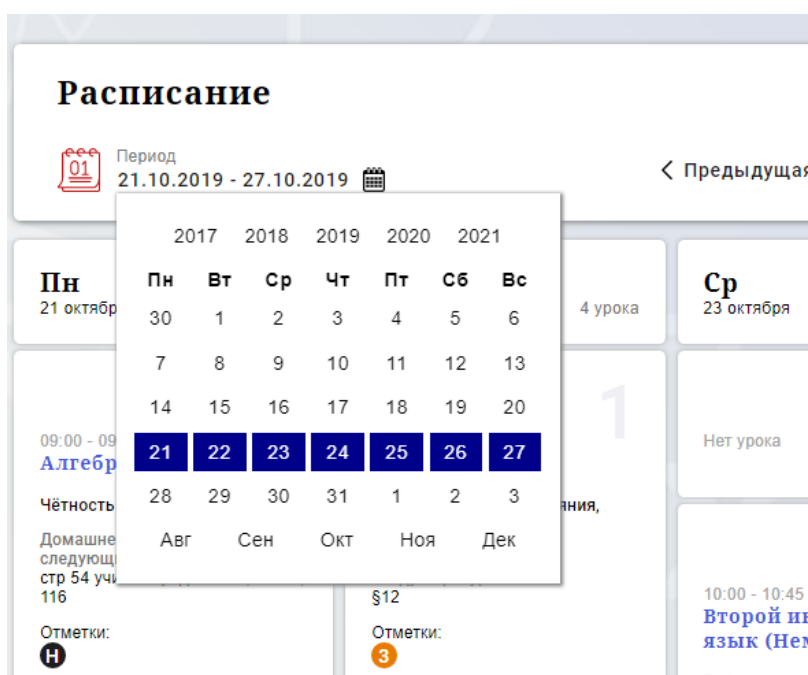 Расписание
01
Период
21.10.2019 - 27.10.2019
Предыдущая
2017 2018 2019 2020 2021
Пн Вт Ср Чт Пт Сб Вс
30 1 2 3 4 5 6
7 8 9 10 11 12 13
14 15 16 17 18 19 20
21 22 23 24 25 26 27
28 29 30 31 1 2 3
Авг Сен Окт Ноя Дек
Пн
21 октябр
4 урока
Ср
23 октября
09:00 - 09
Алгебр
Чётность
Домашне
следующ
стр 54 учи
116
Отметки:
Н
1
ния,
§12
Отметки:
3
Нет урока
10:00 - 10:45
Второй ин
язык (Нем